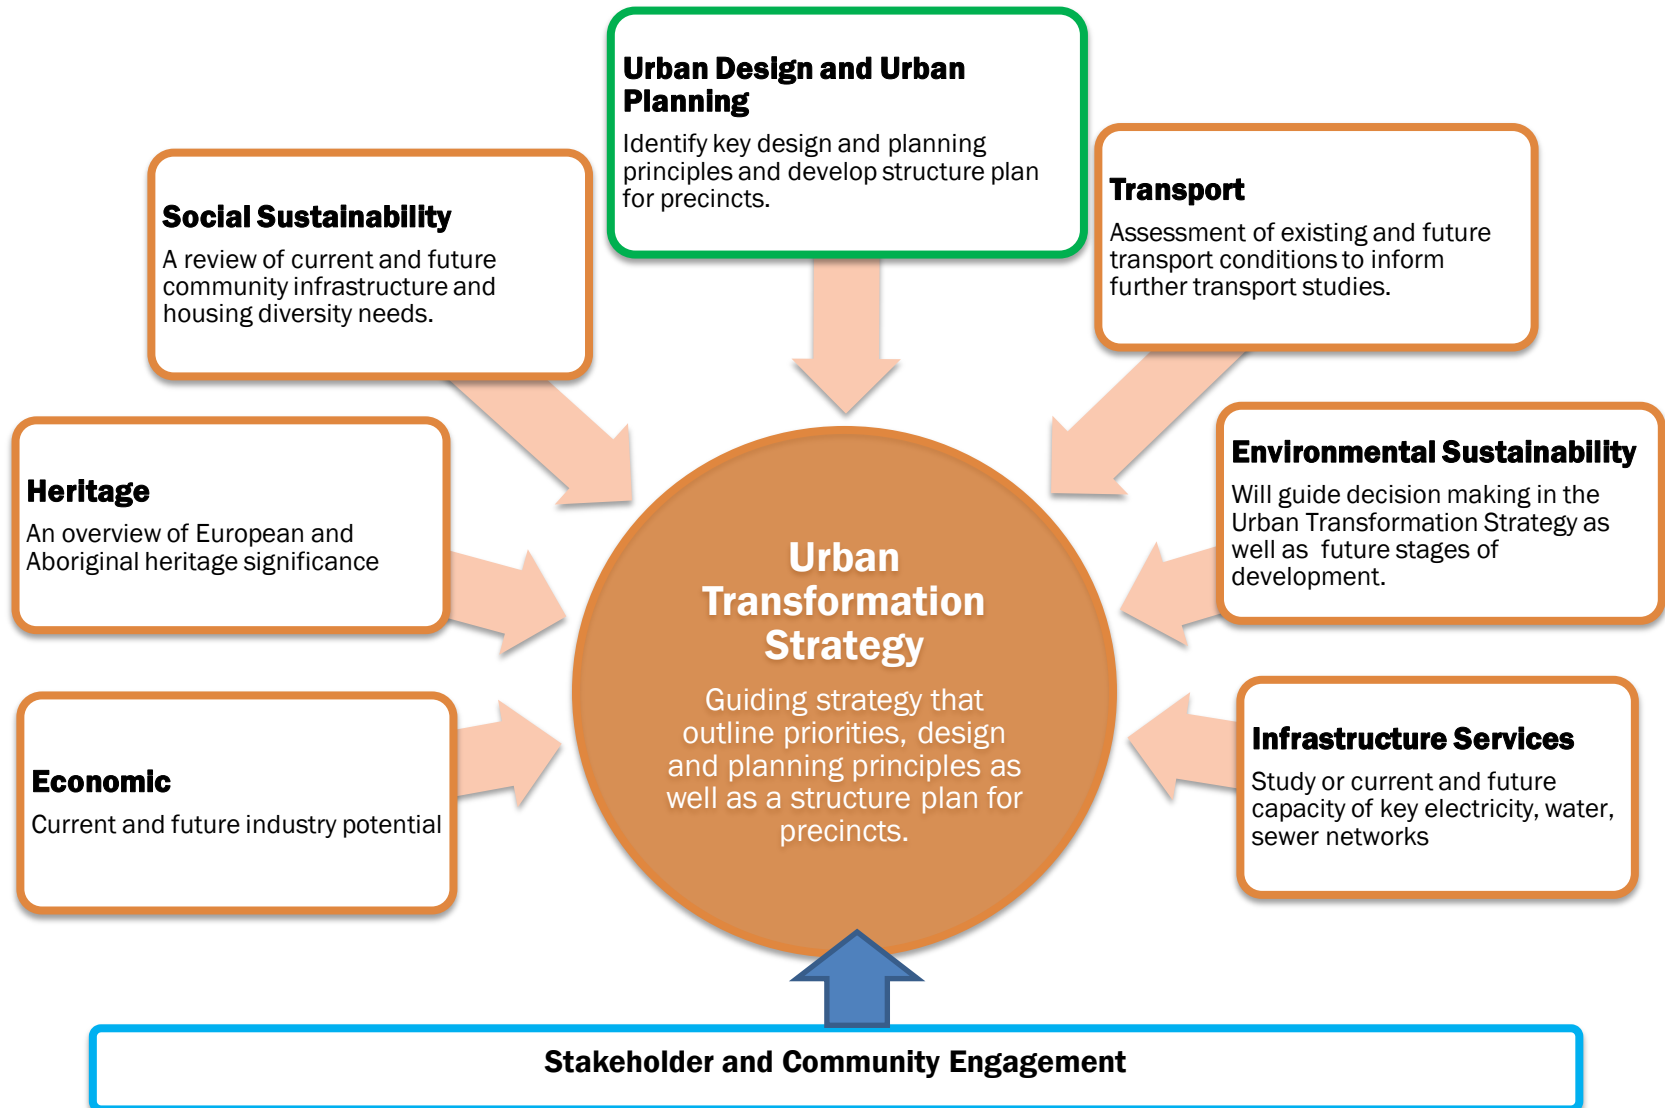 Urban Design and Urban
Planning
Identify key design and planning
principles and develop structure plan
for precincts.
Social Sustainability
A review of current and future
community infrastructure and
housing diversity needs.
Transport
Assessment of existing and future
transport conditions to inform
further transport studies.
Heritage
An overview of European and
Aboriginal heritage significance
Environmental Sustainability
Will guide decision making in the
Urban Transformation Strategy as
well as  future stages of
development.
Urban
Transformation
Strategy
Guiding strategy that
outline priorities, design
and planning principles as
well as a structure plan for
precincts.
Economic
Current and future industry potential
Infrastructure Services
Study or current and future
capacity of key electricity, water,
sewer networks
Stakeholder and Community Engagement